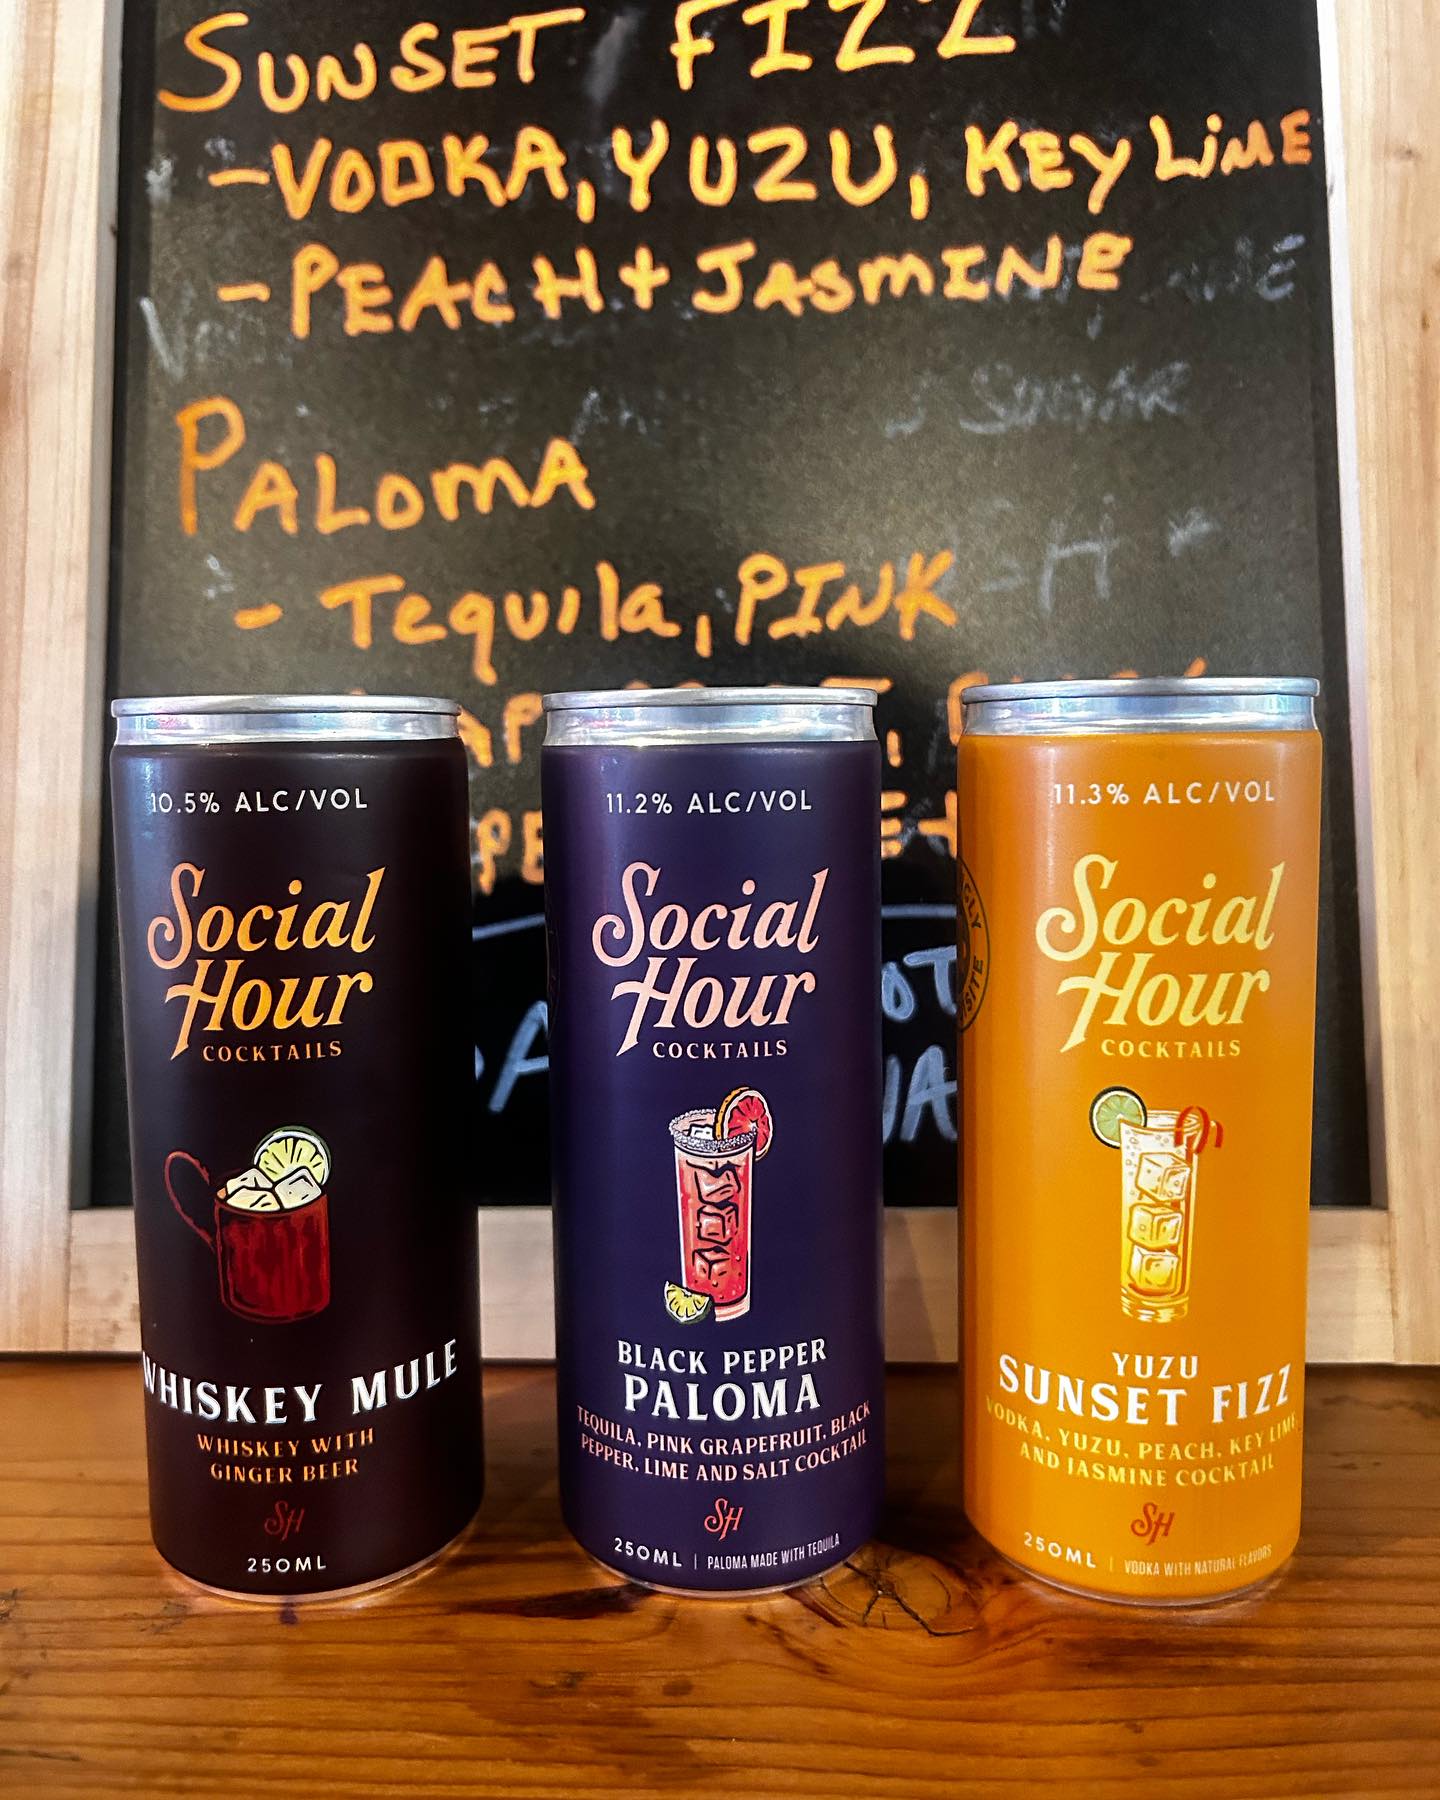 SUNSET FIZZ
-VODKA, YUZU, KEY LIME
-PEACH + JASMINE
PALOMA
- Tequila, PINK
10.5% ALC/VOL
Social
Hour
COCKTAILS
WHISKEY MULE
WHISKEY WITH
GINGER BEER
SH
250ML
11.2% ALC/VOL
Social
Hour
COCKTAILS
BLACK PEPPER
PALOMA
TEQUILA, PINK GRAPEFRUIT, BLACK
PEPPER, LIME AND SALT COCKTAIL
SH
250ML | PALOMA MADE WITH TEQUILA
11.3% ALC/VOL
Social
Hour
COCKTAILS
YUZU
SUNSET FIZZ
VODKA, YUZU, PEACH, KEY LIME,
AND JASMINE COCKTAIL
SH
250ML | VODKA WITH NATURAL FLAVORS